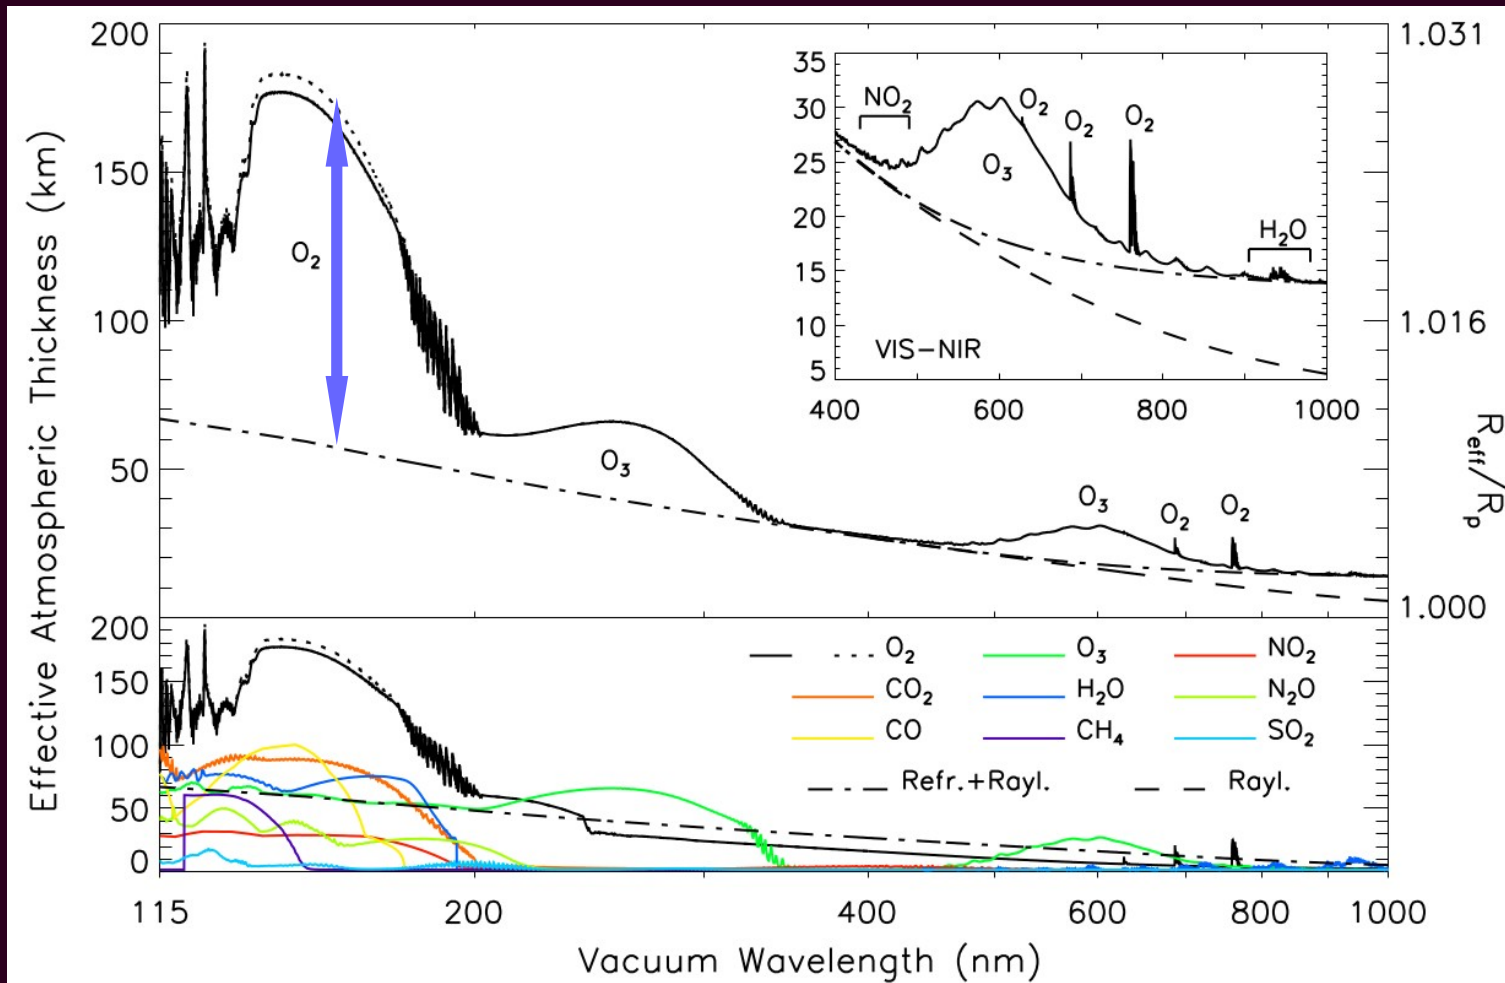 Effective Atmospheric Thickness (km)
200
150
100
50
O₂
O₃
O₃
O₂
O₂
1.031
1.016
1.000
R_eff/R_p
35
30
25
20
15
10
5
NO₂
O₃
O₂
O₂
O₂
H₂O
VIS–NIR
400 600 800 1000
200
150
100
50
0
O₂ O₃ NO₂
CO₂ H₂O N₂O
CO CH₄ SO₂
Refr.+Rayl. Rayl.
115 200 400 600 800 1000
Vacuum Wavelength (nm)